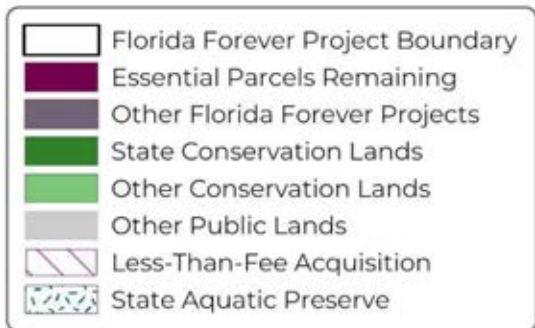 Florida Forever Project Boundary
Essential Parcels Remaining
Other Florida Forever Projects
State Conservation Lands
Other Conservation Lands
Other Public Lands
Less-Than-Fee Acquisition
State Aquatic Preserve